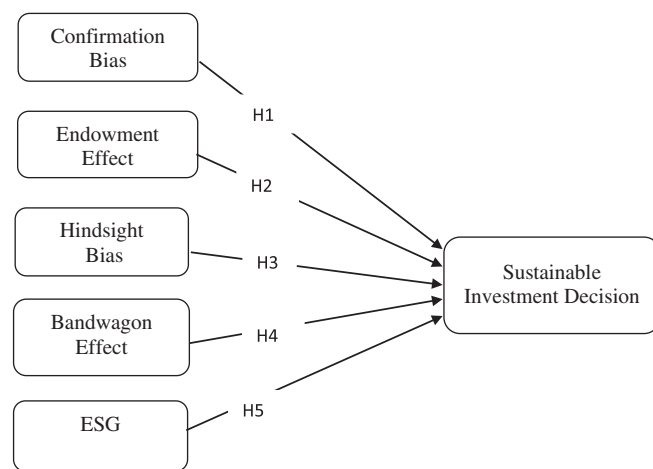 Confirmation
Bias
H1
Endowment
Effect
H2
Hindsight
Bias
H3
Sustainable
Investment Decision
Bandwagon
Effect
H4
ESG
H5